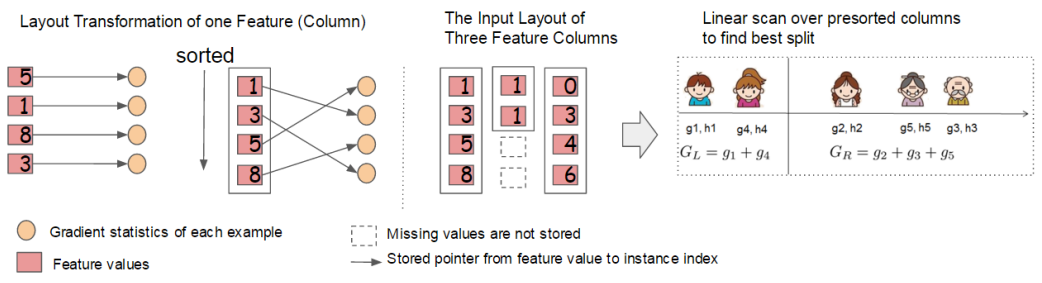 Layout Transformation of one Feature (Column)
The Input Layout of
Three Feature Columns
Linear scan over presorted columns
to find best split
sorted
5
1
8
3
1
3
5
8
1
3
5
8
1
1
0
3
4
6
g1, h1
g4, h4
g2, h2
g5, h5
g3, h3
G_L = g_1 + g_4
G_R = g_2 + g_3 + g_5
Gradient statistics of each example
Feature values
Missing values are not stored
Stored pointer from feature value to instance index